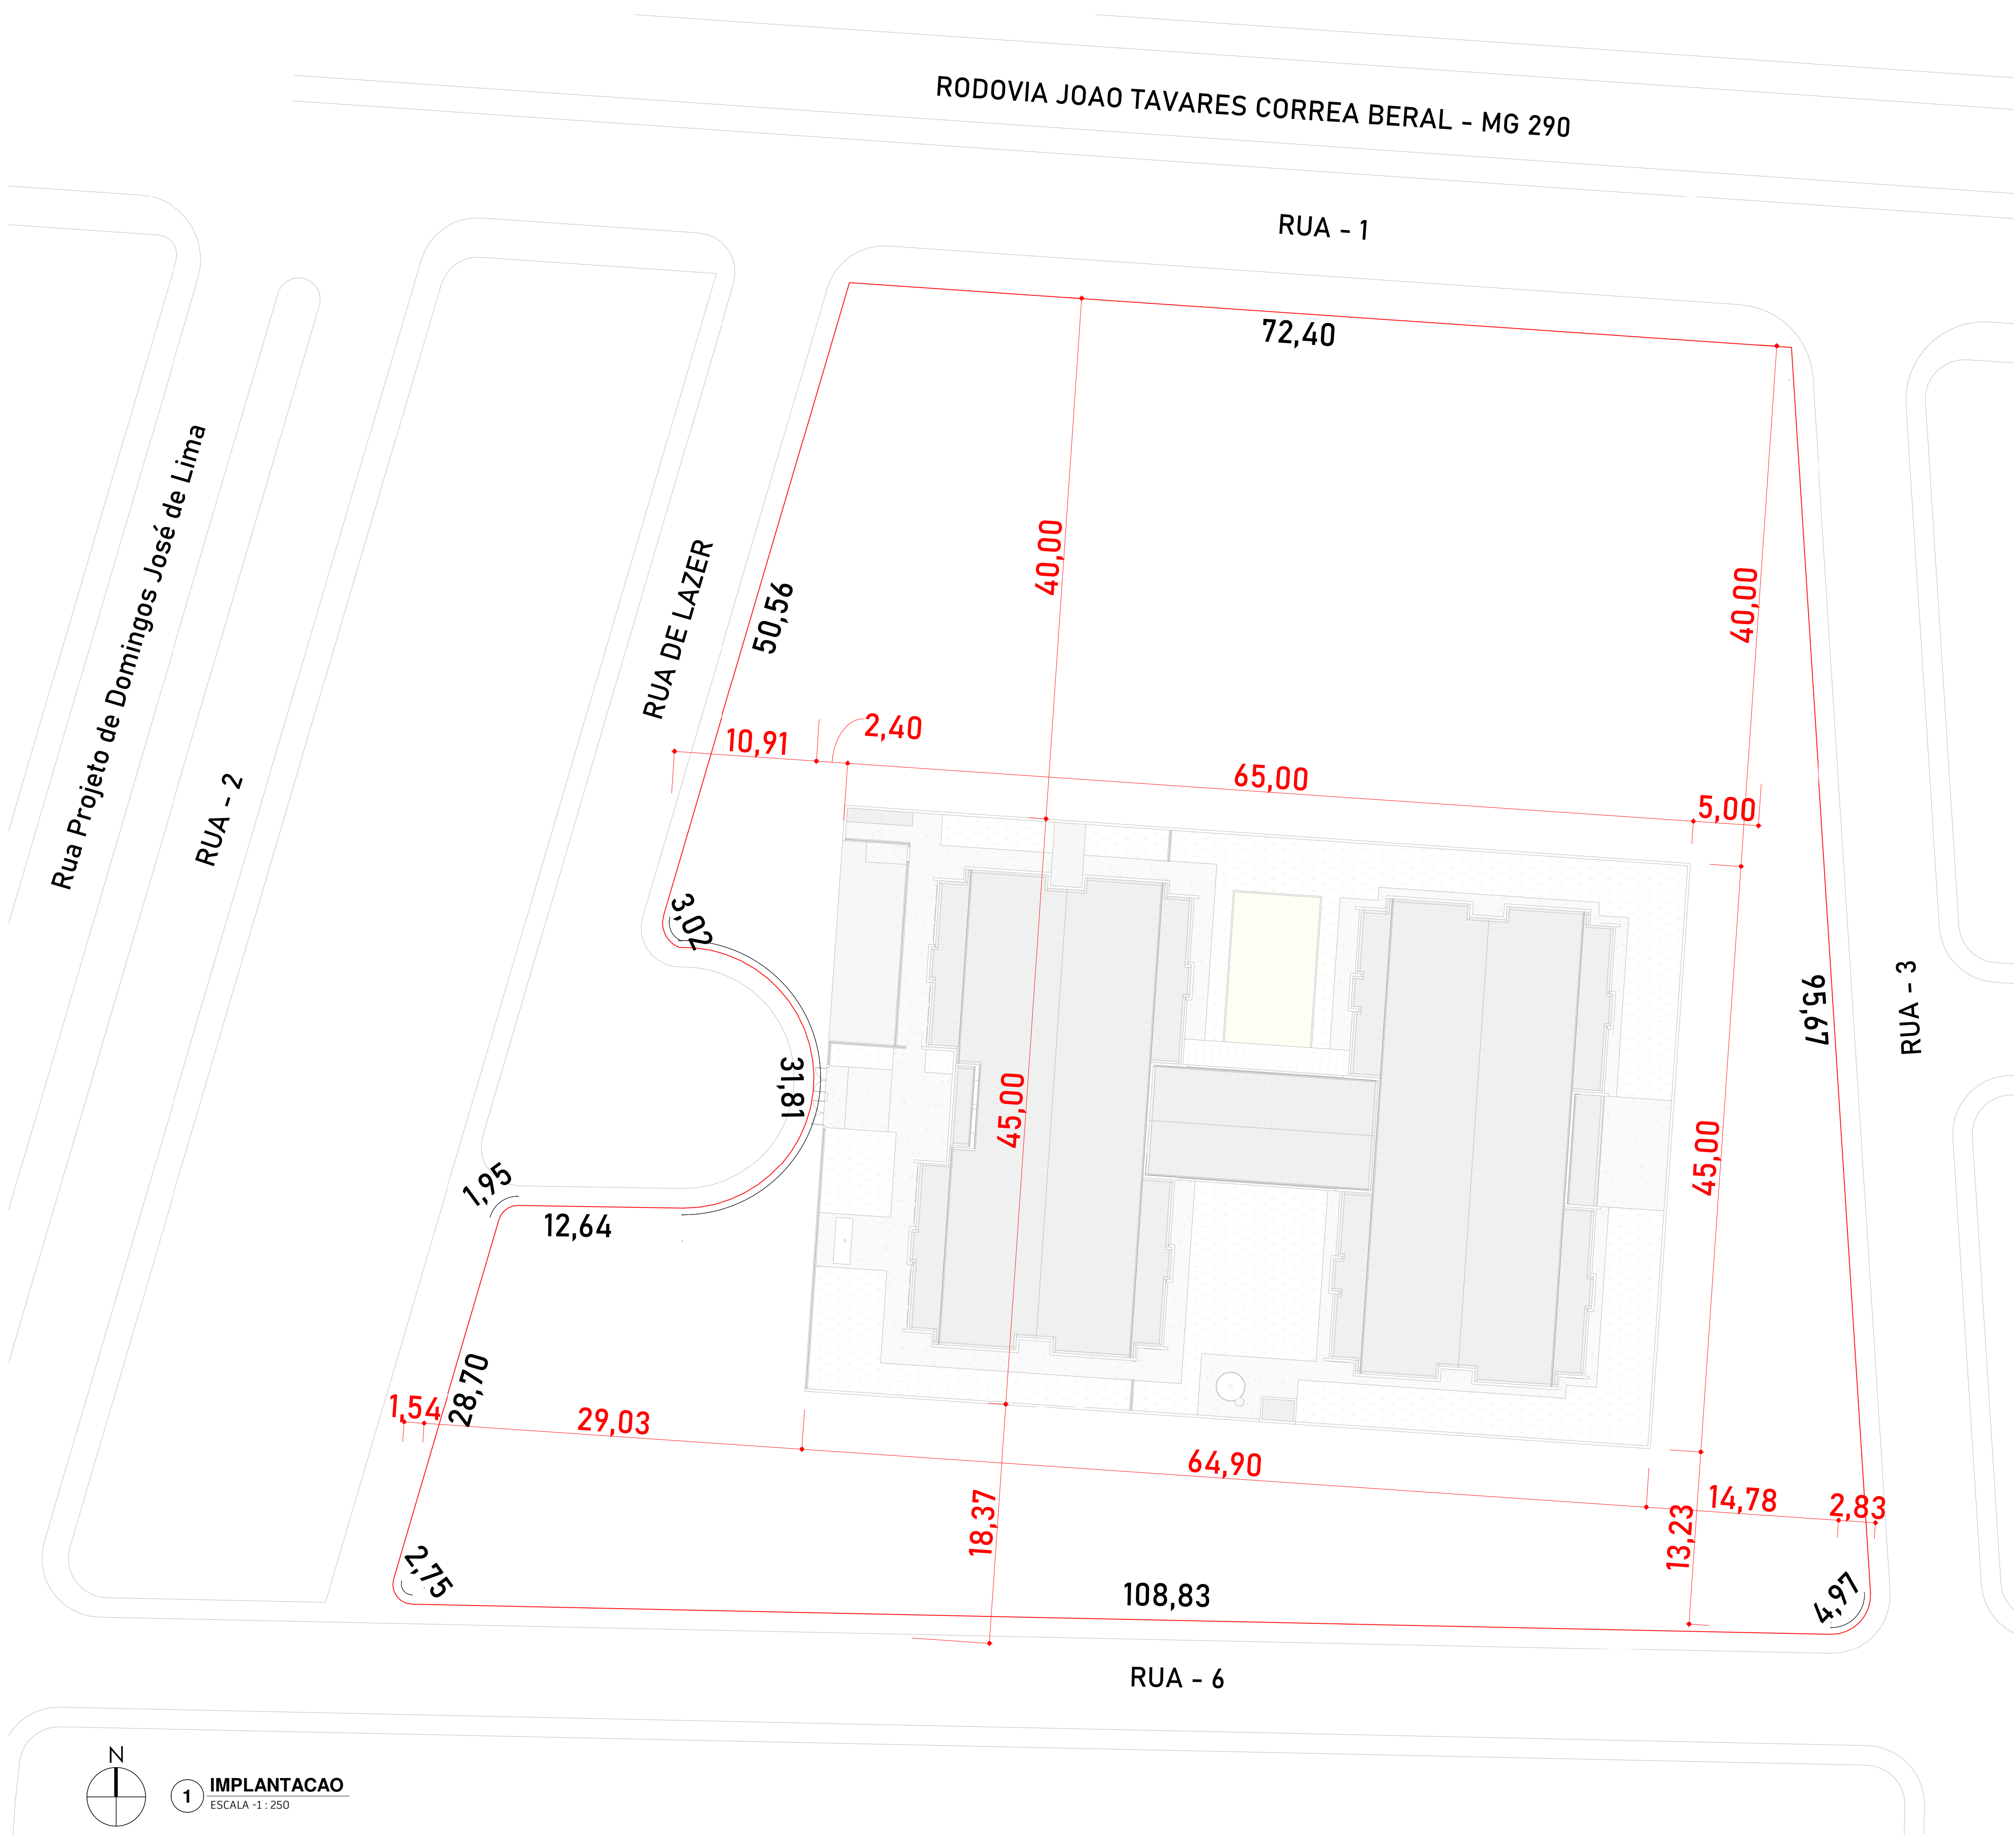 RODOVIA JOAO TAVARES CORREA BERAL - MG 290
RUA - 1
72,40
Rua Projeto de Domingos José de Lima
RUA - 2
RUA DE LAZER
50,56
40,00
40,00
10,91
2,40
65,00
5,00
3,02
31,81
45,00
45,00
95,67
RUA - 3
1,95
12,64
28,70
1,54
29,03
64,90
14,78
2,83
18,37
13,23
2,75
108,83
4,97
RUA - 6
N
1
IMPLANTACAO
ESCALA -1 : 250